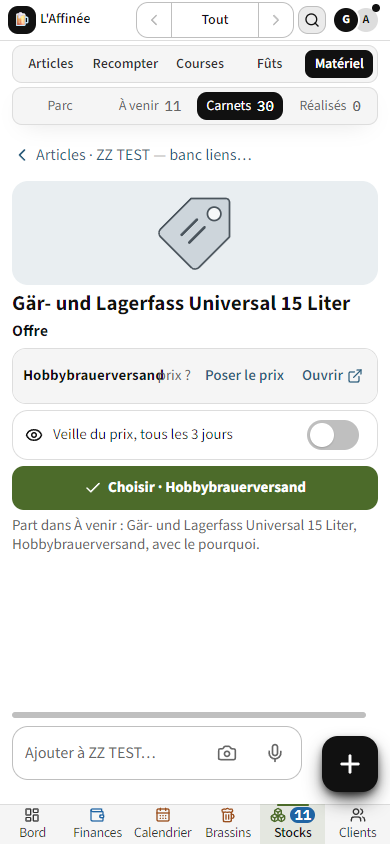 L'Affinée
Tout
G
A
Articles
Recompter
Courses
Fûts
Matériel
Parc
À venir 11
Carnets 30
Réalisés 0
Articles · ZZ TEST — banc liens…
Gär- und Lagerfass Universal 15 Liter
Offre
Hobbybrauerversand
prix ?
Poser le prix
Ouvrir
Veille du prix, tous les 3 jours
Choisir · Hobbybrauerversand
Part dans À venir : Gär- und Lagerfass Universal 15 Liter,
Hobbybrauerversand, avec le pourquoi.
Ajouter à ZZ TEST…
11
Bord
Finances
Calendrier
Brassins
Stocks
Clients